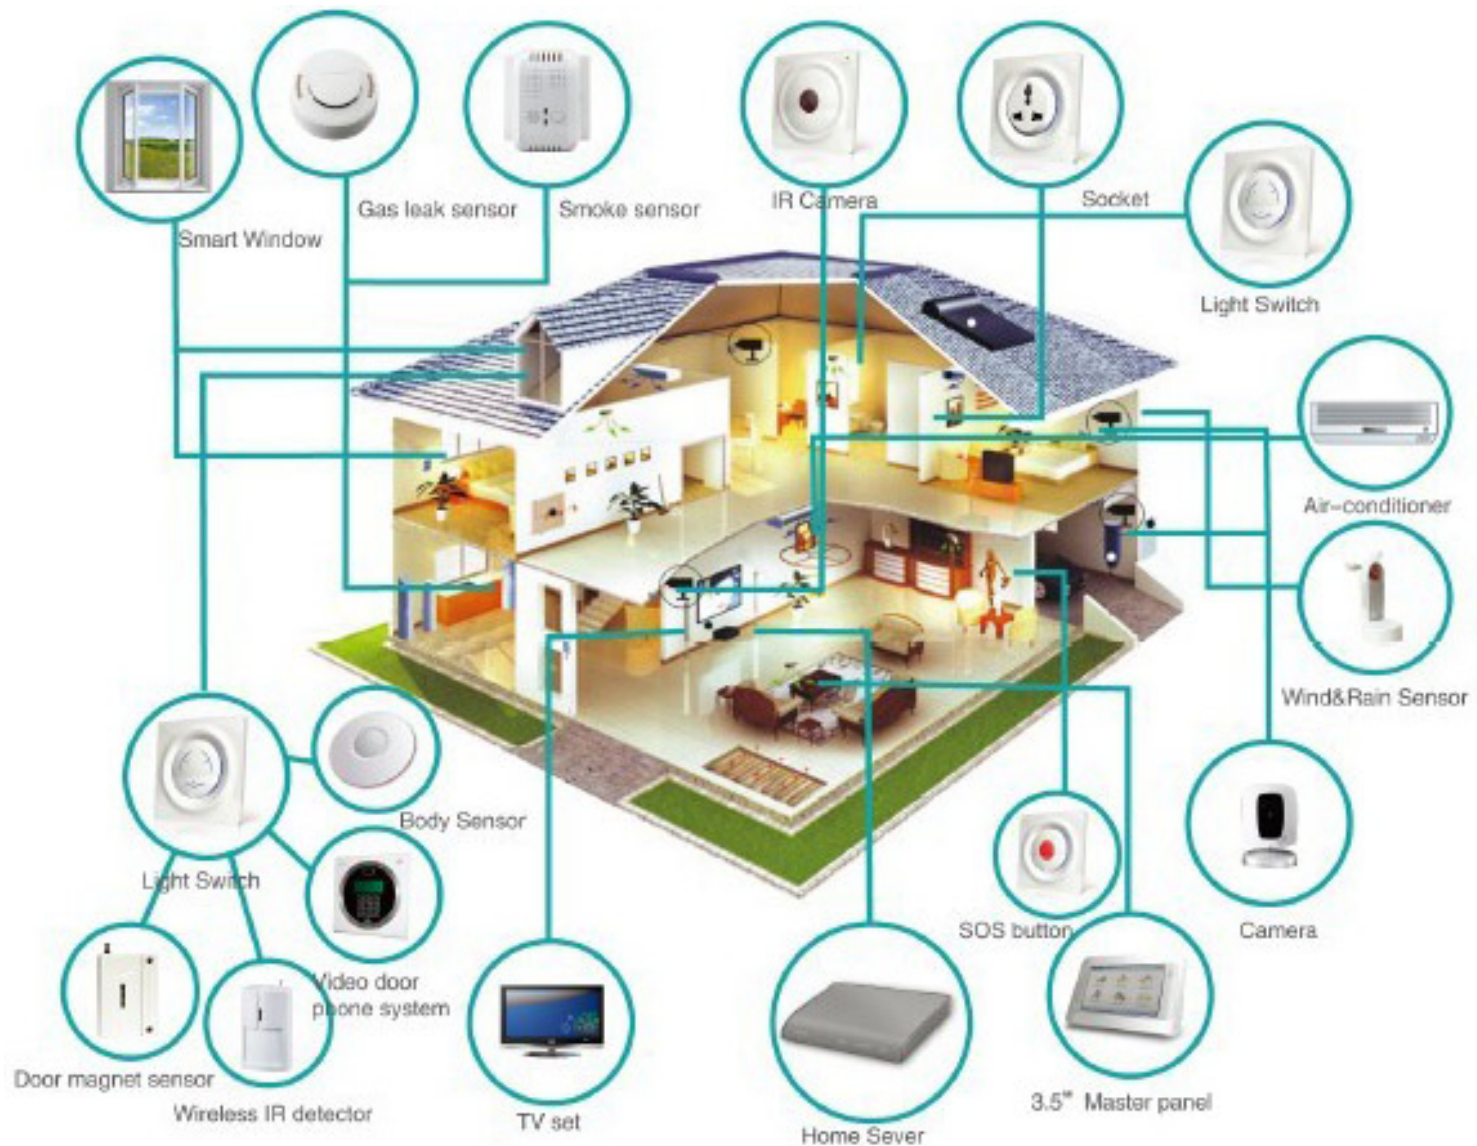 Gas leak sensor
Smoke sensor
IR Camera
Socket
Smart Window
Light Switch
Air-conditioner
Wind&Rain Sensor
Body Sensor
Light Switch
SOS button
Camera
Video door
phone system
Door magnet sensor
Wireless IR detector
TV set
Home Sever
3.5" Master panel